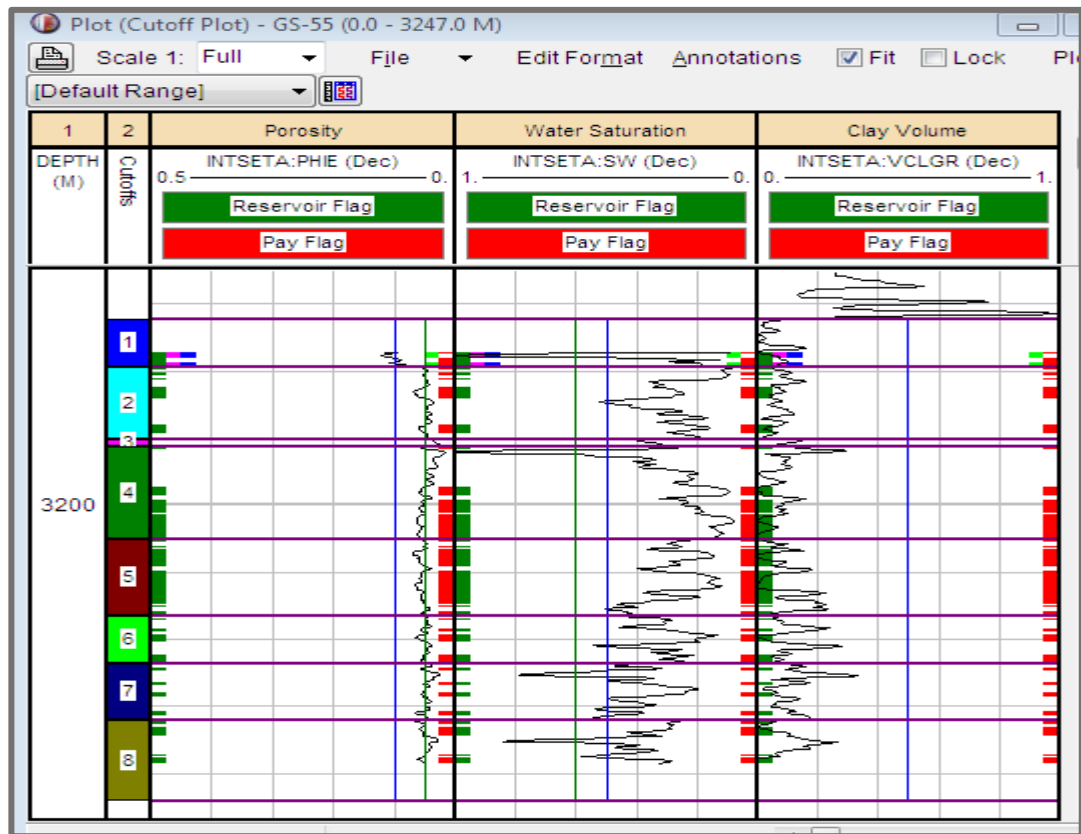 Plot (Cutoff Plot) - GS-55 (0.0 - 3247.0 M)
Scale 1: Full File Edit Format Annotations Fit Lock Plo
[Default Range]
1 2 Porosity Water Saturation Clay Volume
DEPTH (M) Cutoffs INTSETA:PHIE (Dec) INTSETA:SW (Dec) INTSETA:VCLGR (Dec)
0.5 0. 1. 0. 0. 1.
Reservoir Flag Reservoir Flag Reservoir Flag
Pay Flag Pay Flag Pay Flag
1
2
3
4
3200
5
6
7
8